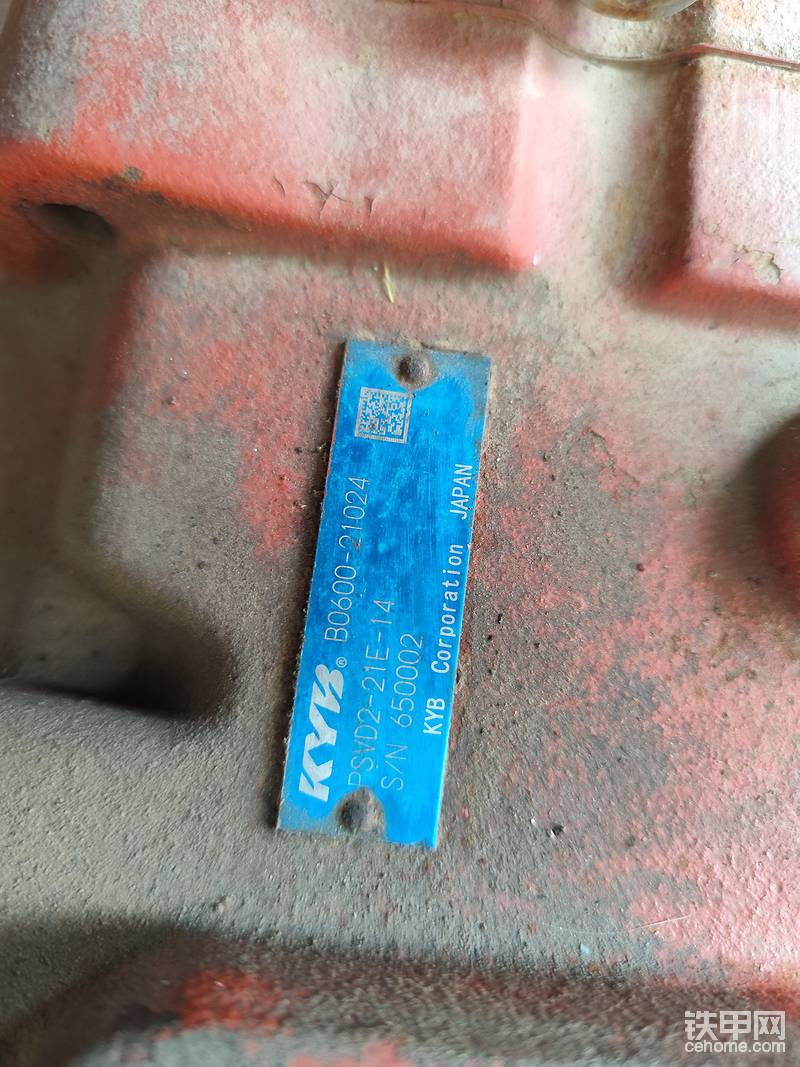 KYB® B0600-21024
PSVD2-21E-14
S/N 650002
KYB Corporation JAPAN
铁甲网
cehome.com